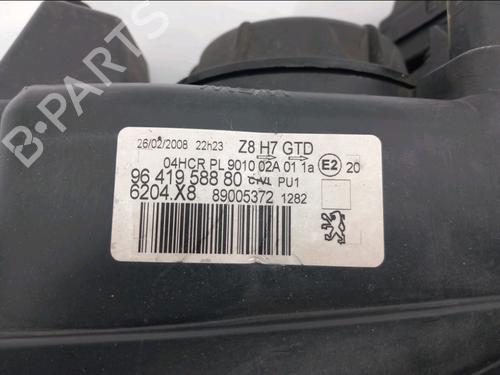 B-PARTS
26/02/2008 22h23 Z8 H7 GTD
04HCR PL 9010 02A 01 1a E2 20
96 419 588 80 CIVL PU1
6204.X8 89005372 1282